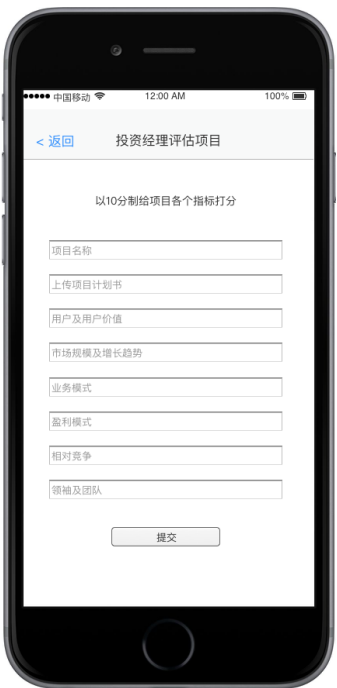 中国移动 12:00 AM 100%
< 返回 投资经理评估项目
以10分制给项目各个指标打分
项目名称
上传项目计划书
用户及用户价值
市场规模及增长趋势
业务模式
盈利模式
相对竞争
领袖及团队
提交